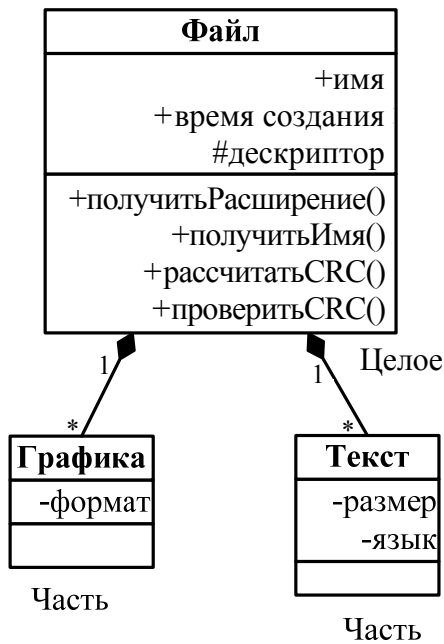 Файл
+имя
+время создания
#дескриптор
+получитьРасширение()
+получитьИмя()
+рассчитатьCRC()
+проверитьCRC()
1
1
Целое
*
*
Графика
-формат
Часть
Текст
-размер
-язык
Часть